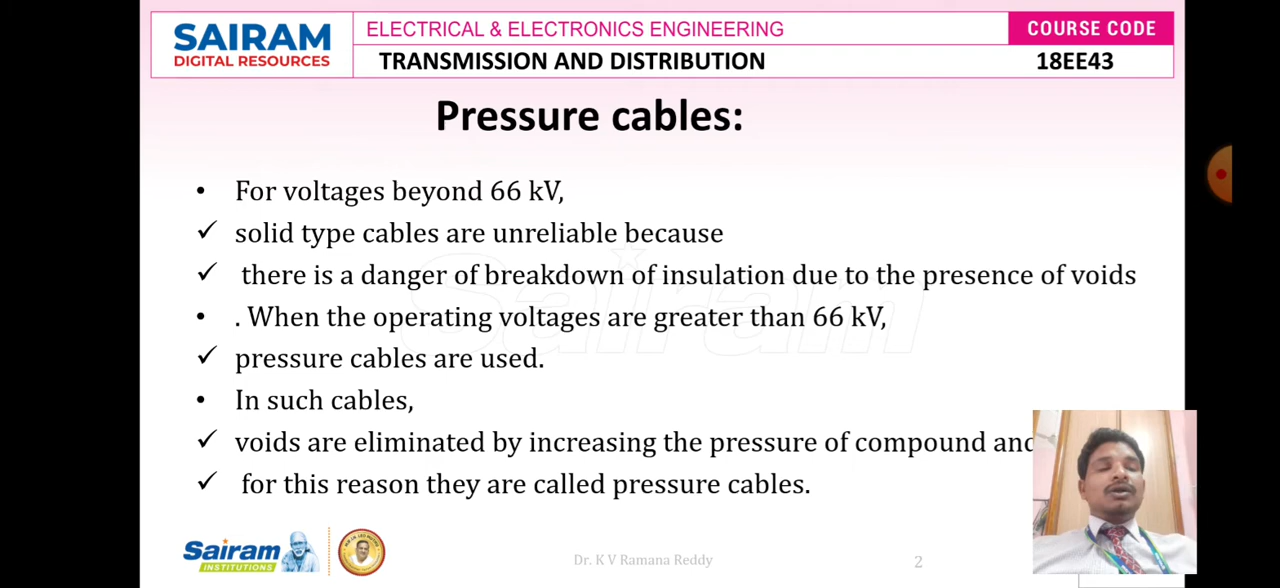 SAIRAM
DIGITAL RESOURCES
ELECTRICAL & ELECTRONICS ENGINEERING
COURSE CODE
TRANSMISSION AND DISTRIBUTION
18EE43
Pressure cables:
• For voltages beyond 66 kV,
✓ solid type cables are unreliable because
✓ there is a danger of breakdown of insulation due to the presence of voids
• . When the operating voltages are greater than 66 kV,
✓ pressure cables are used.
• In such cables,
✓ voids are eliminated by increasing the pressure of compound and
✓ for this reason they are called pressure cables.
Sairam
Sairam
INSTITUTIONS
Dr. K V Ramana Reddy
2